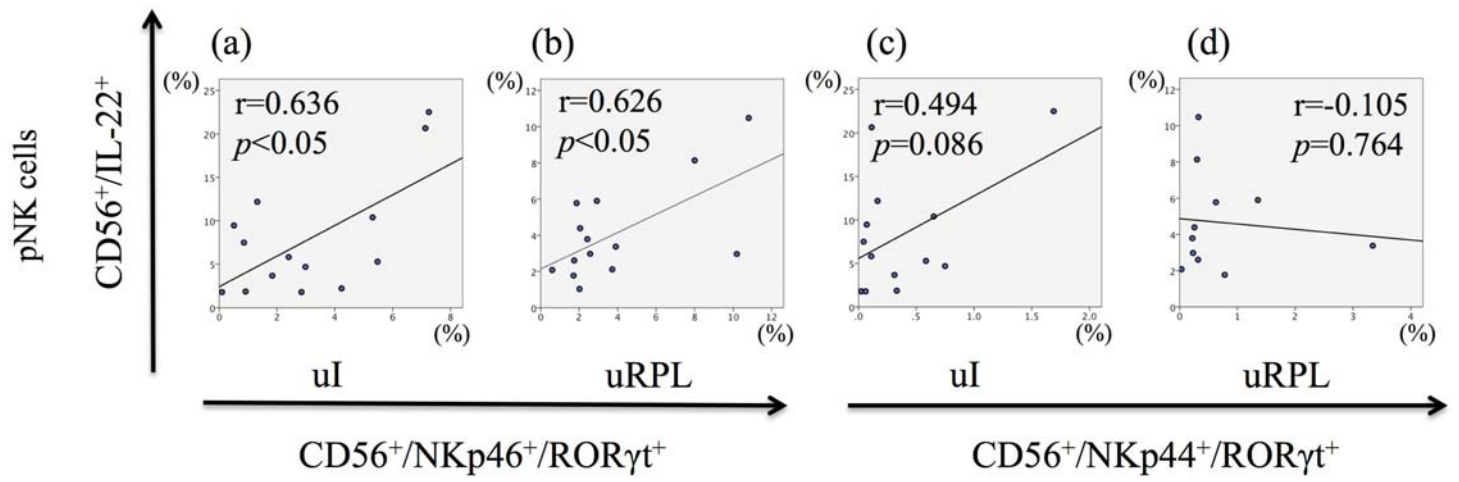 (a) (b) (c) (d)
(%) (%) (%) (%)
r=0.636
p<0.05
r=0.626
p<0.05
r=0.494
p=0.086
r=-0.105
p=0.764
pNK cells
CD56⁺/IL-22⁺
25
20
15
10
5
0
0 2 4 6 8
(%)
12
10
8
6
4
2
0
0 2 4 6 8 10 12
(%)
25
20
15
10
5
0
.0 .5 1.0 1.5 2.0
(%)
12
10
8
6
4
2
0
0 1 2 3 4
(%)
uI uRPL uI uRPL
CD56⁺/NKp46⁺/RORγt⁺ CD56⁺/NKp44⁺/RORγt⁺